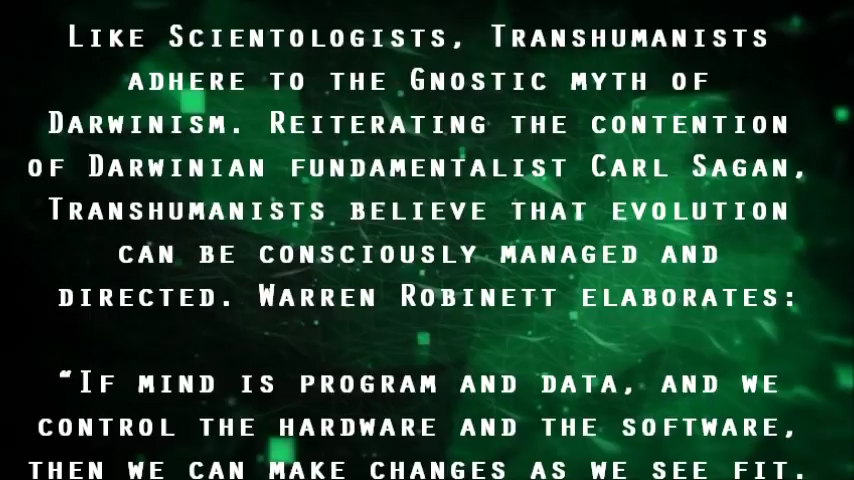 Like Scientologists, Transhumanists
adhere to the Gnostic myth of
Darwinism. Reiterating the contention
of Darwinian fundamentalist Carl Sagan,
Transhumanists believe that evolution
can be consciously managed and
directed. Warren Robinett elaborates:
“If mind is program and data, and we
control the hardware and the software,
then we can make changes as we see fit.